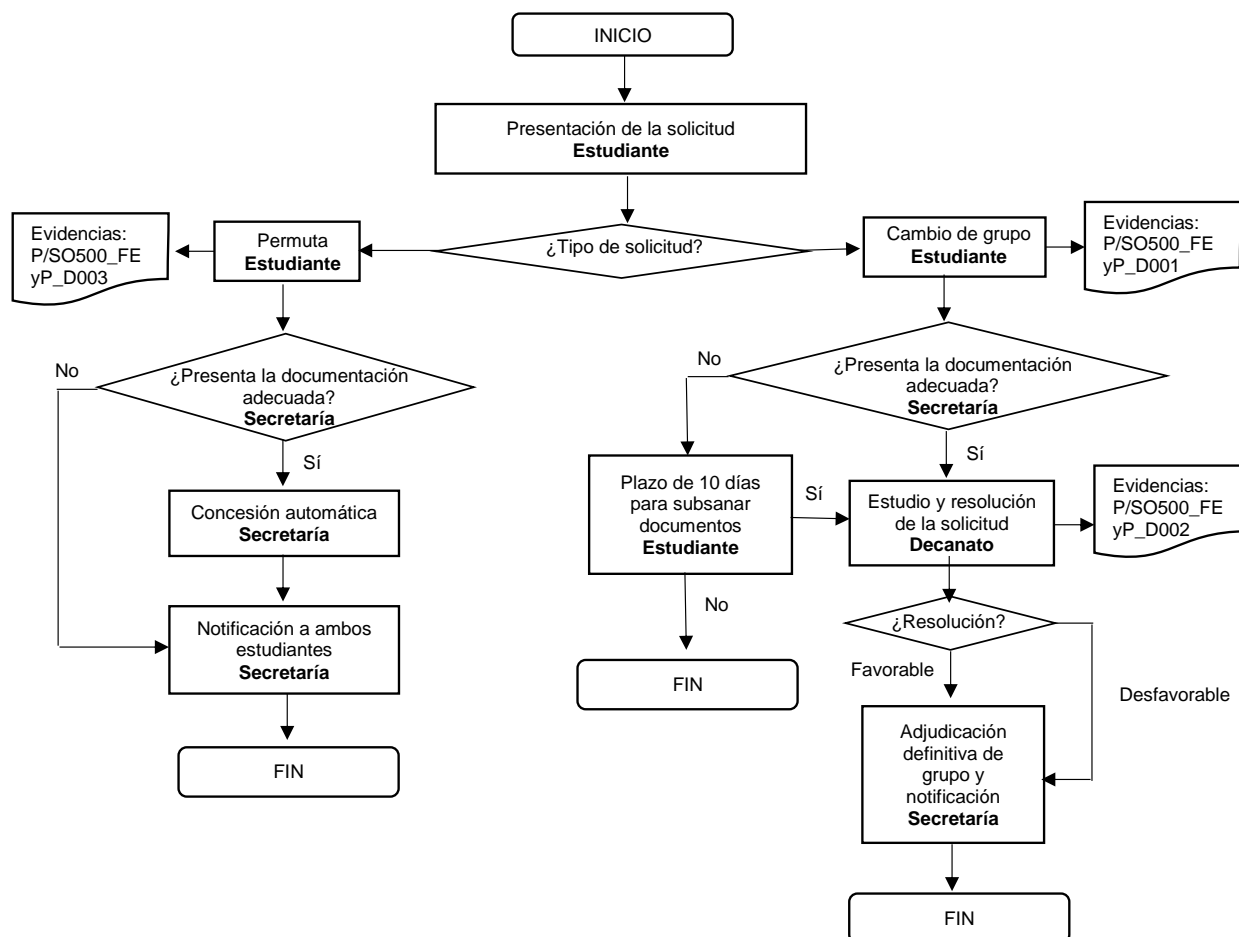 INICIO
Presentación de la solicitud
Estudiante
¿Tipo de solicitud?
Evidencias:
P/SO500_FE
yP_D003
Permuta
Estudiante
Cambio de grupo
Estudiante
Evidencias:
P/SO500_FE
yP_D001
No
¿Presenta la documentación
adecuada?
Secretaría
Sí
Concesión automática
Secretaría
Notificación a ambos
estudiantes
Secretaría
FIN
No
¿Presenta la documentación
adecuada?
Secretaría
Sí
Plazo de 10 días
para subsanar
documentos
Estudiante
Sí
No
FIN
Estudio y resolución
de la solicitud
Decanato
Evidencias:
P/SO500_FE
yP_D002
¿Resolución?
Favorable
Desfavorable
Adjudicación
definitiva de
grupo y
notificación
Secretaría
FIN